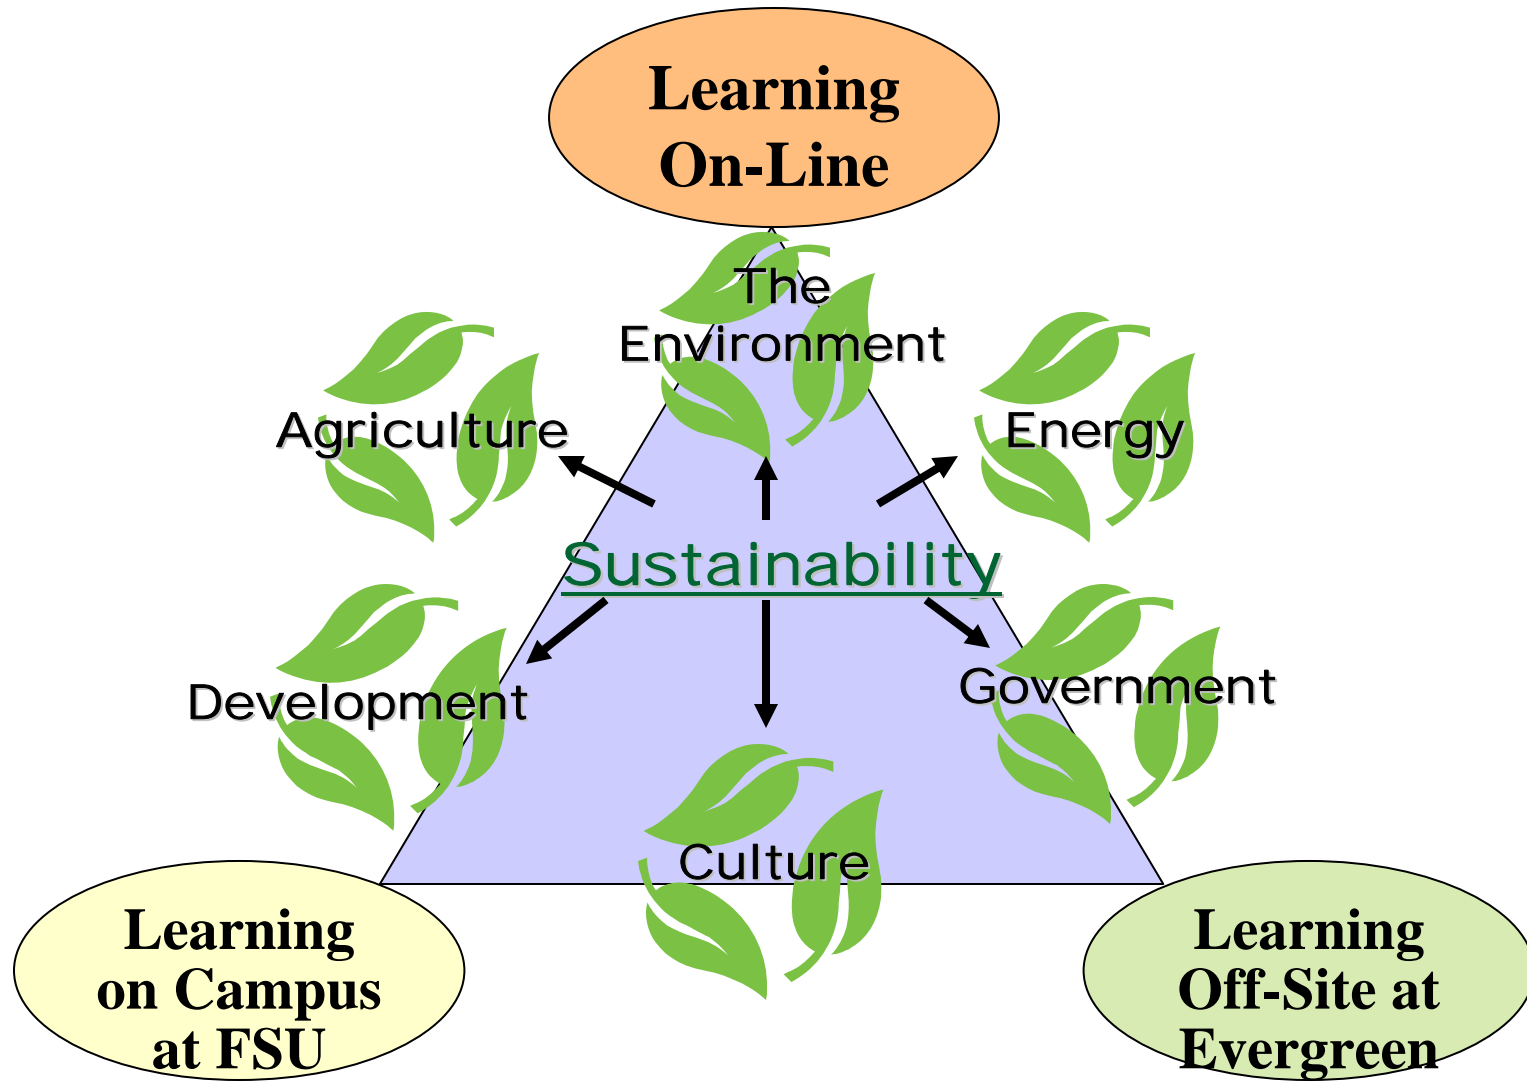 Learning
On-Line
The
Environment
Agriculture
Energy
Sustainability
Development
Government
Culture
Learning
on Campus
at FSU
Learning
Off-Site at
Evergreen